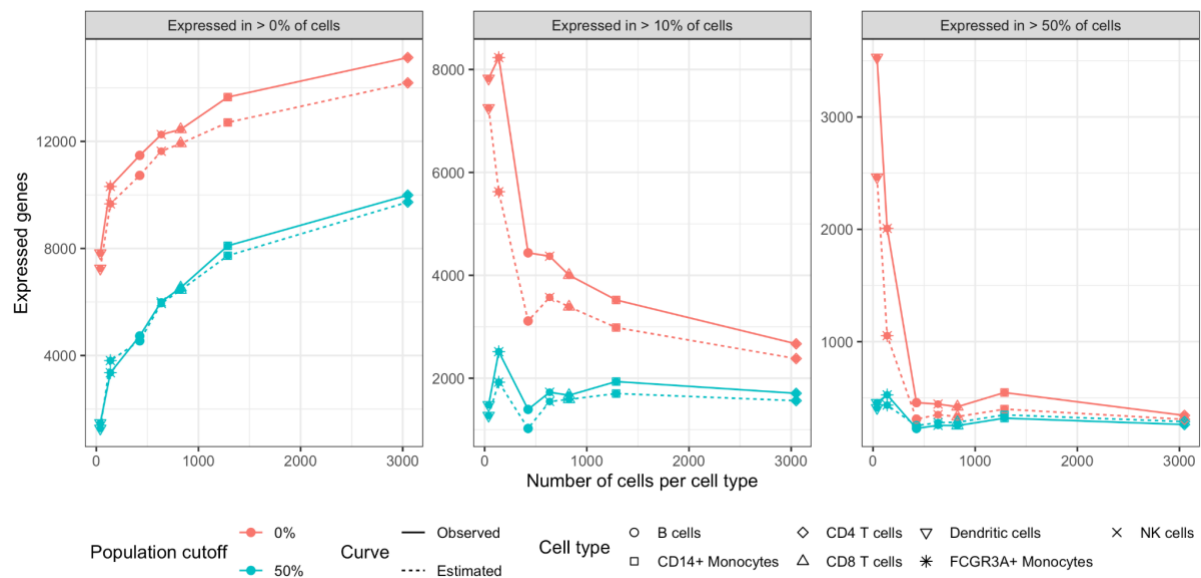 Expressed in > 0% of cells
Expressed in > 10% of cells
Expressed in > 50% of cells
Expressed genes
12000
8000
4000
8000
6000
4000
2000
3000
2000
1000
0 1000 2000 3000
0 1000 2000 3000
0 1000 2000 3000
Number of cells per cell type
Population cutoff
0%
50%
Curve
Observed
Estimated
Cell type
B cells
CD14+ Monocytes
CD4 T cells
CD8 T cells
Dendritic cells
FCGR3A+ Monocytes
NK cells